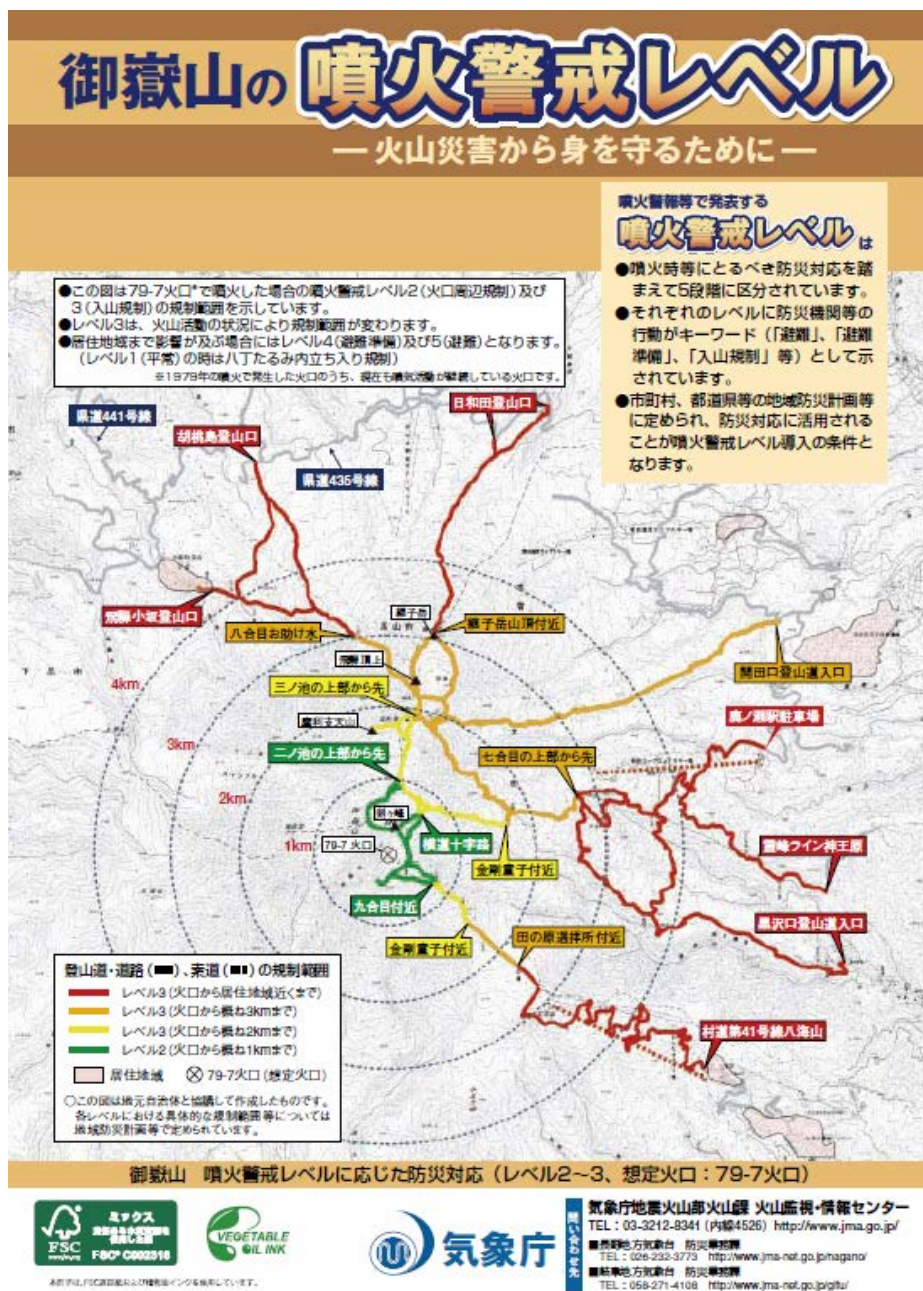 御嶽山の噴火警戒レベル
―火山災害から身を守るために―
噴火警報等で発表する
噴火警戒レベルは
●噴火時等にとるべき防災対応を踏
まえて5段階に区分されています。
●それぞれのレベルに防災機関等の
行動がキーワード(「避難」、「避難
準備」、「入山規制」等)として示
されています。
●市町村、都道県等の地域防災計画等
に定められ、防災対応に活用される
ことが噴火警戒レベル導入の条件と
なります。
●この図は79-7火口*で噴火した場合の噴火警戒レベル2(火口周辺規制)及び
3(入山規制)の規制範囲を示しています。
●レベル3は、火山活動の状況により規制範囲が変わります。
●居住地域まで影響が及ぶ場合にはレベル4(避難準備)及び5(避難)となります。
(レベル1(平常)の時は八丁たるみ内立ち入り規制)
※1979年の噴火で発生した火口のうち、現在も噴気活動が継続している火口です。
県道441号線
胡桃島登山口
日和田登山口
県道435号線
飛騨小坂登山口
八合目お助け水
継子岳
継子岳山頂付近
飛騨頂上
開田口登山道入口
4km
三ノ池の上部から先
摩利支天山
鹿ノ瀬駅駐車場
3km
二ノ池の上部から先
七合目の上部から先
2km
剣ヶ峰
1km
79-7火口
横道十字路
金剛童子付近
霊峰ライン神王原
九合目付近
黒沢口登山道入口
金剛童子付近
田の原遥拝所付近
村道第41号線八海山
登山道・道路( )、索道( )の規制範囲
レベル3(火口から居住地域近くまで)
レベル3(火口から概ね3kmまで)
レベル3(火口から概ね2kmまで)
レベル2(火口から概ね1kmまで)
居住地域 79-7火口(想定火口)
○この図は地元自治体と協議して作成したものです。
各レベルにおける具体的な規制範囲等については
地域防災計画等で定められています。
御嶽山 噴火警戒レベルに応じた防災対応(レベル2~3、想定火口:79-7火口)
FSC
ミックス
FSC® C002316
VEGETABLE
OIL INK
気象庁
問い合わせ先
気象庁地震火山部火山課 火山監視・情報センター
TEL:03-3212-8341(内線4526) http://www.jma.go.jp/
■長野地方気象台 防災業務課
TEL:026-232-3773 http://www.jma-net.go.jp/nagano/
■岐阜地方気象台 防災業務課
TEL:058-271-4108 http://www.jma-net.go.jp/gifu/